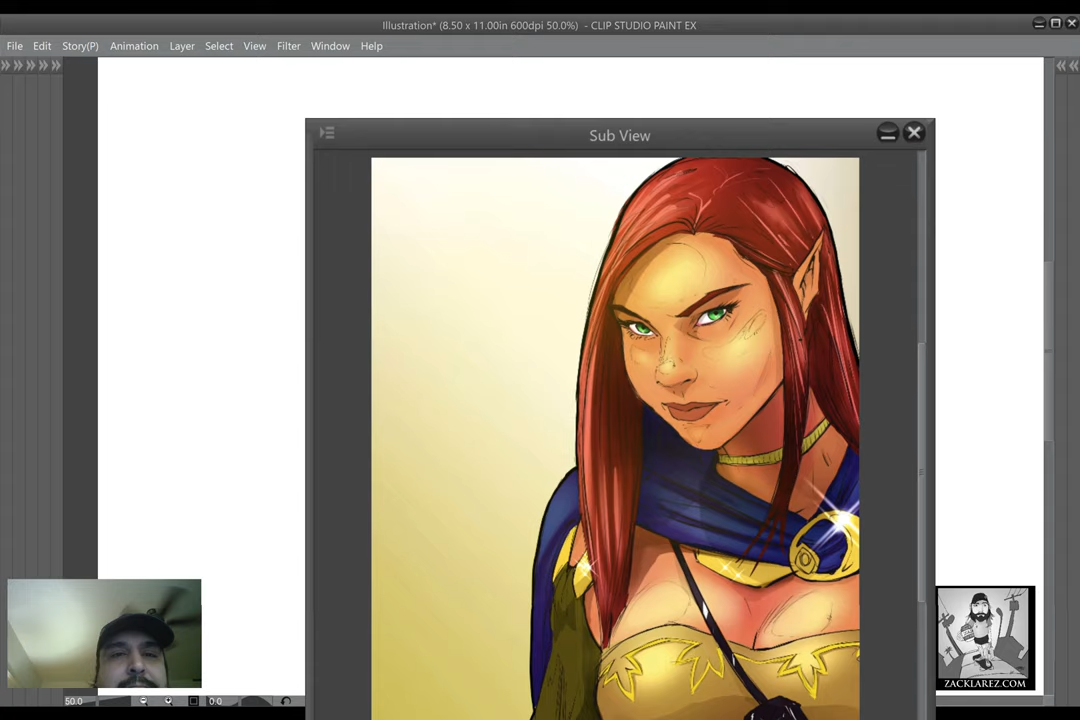 Illustration* (8.50 x 11.00in 600dpi 50.0%) - CLIP STUDIO PAINT EX
File Edit Story(P) Animation Layer Select View Filter Window Help
Sub View
ZACKLAREZ.COM
50.0 0.0